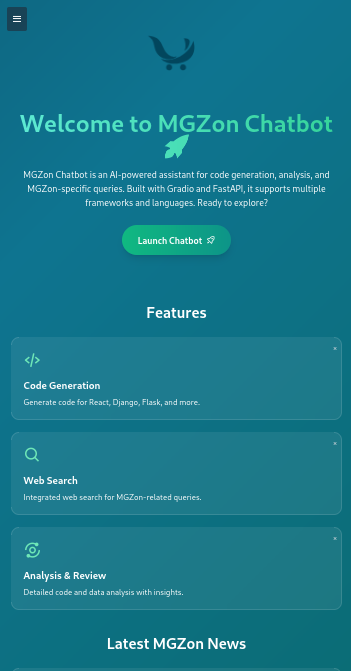 Welcome to MGZon Chatbot
MGZon Chatbot is an AI-powered assistant for code generation, analysis, and
MGZon-specific queries. Built with Gradio and FastAPI, it supports multiple
frameworks and languages. Ready to explore?
Launch Chatbot
Features
Code Generation
Generate code for React, Django, Flask, and more.
Web Search
Integrated web search for MGZon-related queries.
Analysis & Review
Detailed code and data analysis with insights.
Latest MGZon News